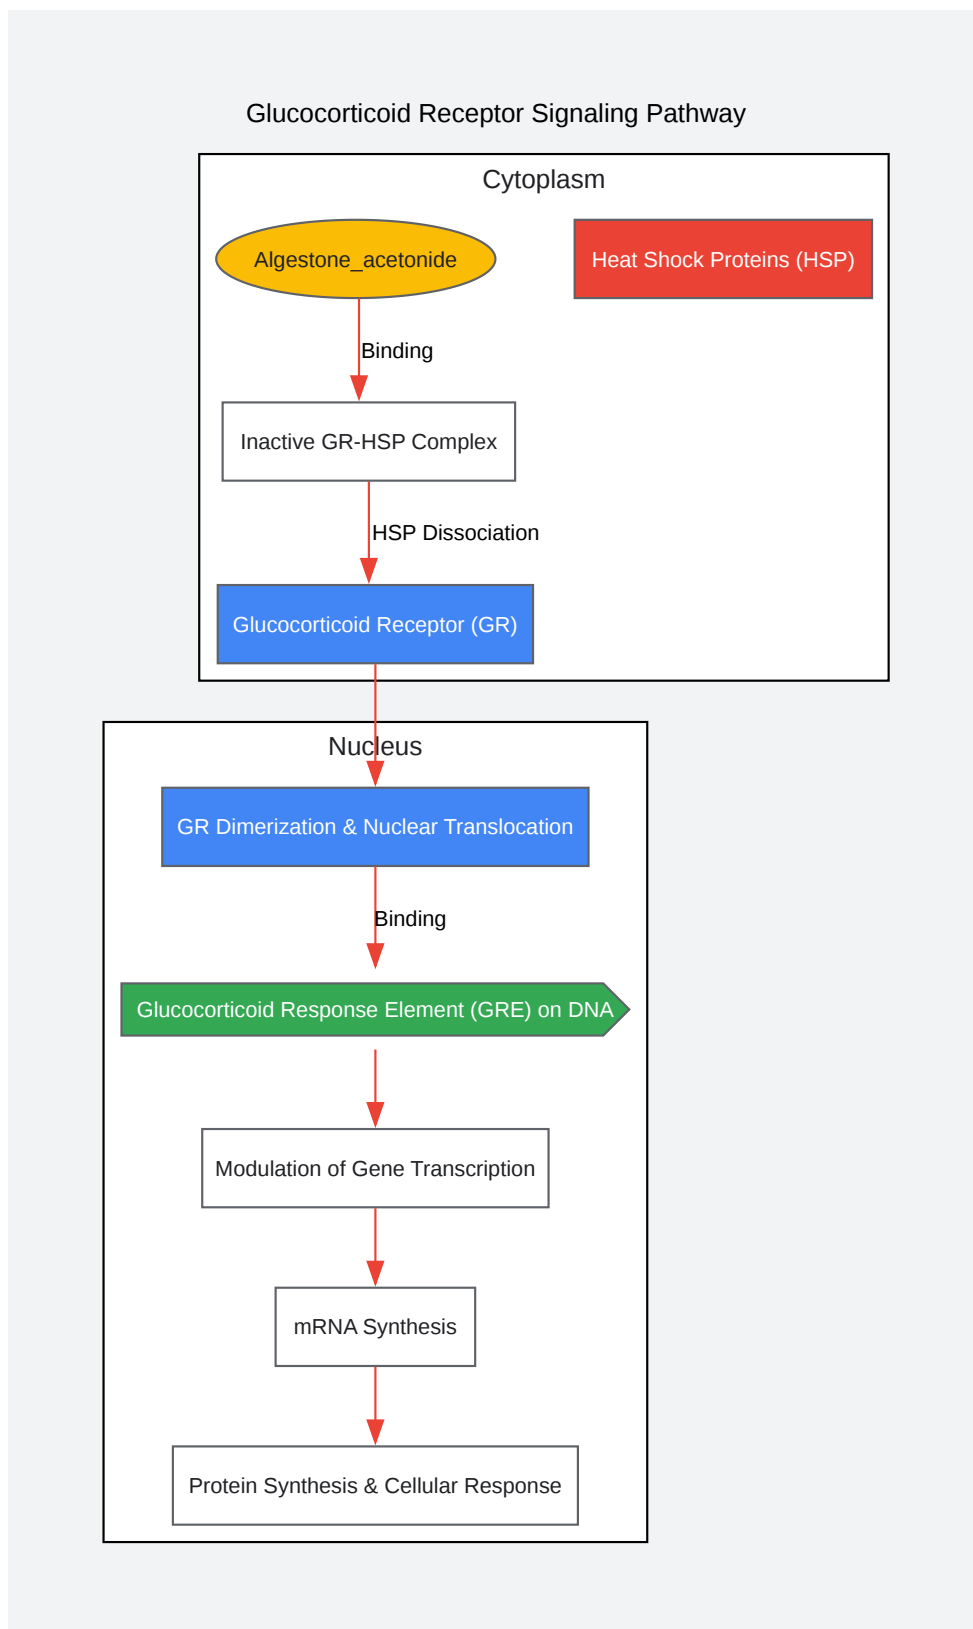 Glucocorticoid Receptor Signaling Pathway
Cytoplasm
Algestone_acetonide
Heat Shock Proteins (HSP)
Binding
Inactive GR-HSP Complex
HSP Dissociation
Glucocorticoid Receptor (GR)
Nucleus
GR Dimerization & Nuclear Translocation
Binding
Glucocorticoid Response Element (GRE) on DNA
Modulation of Gene Transcription
mRNA Synthesis
Protein Synthesis & Cellular Response